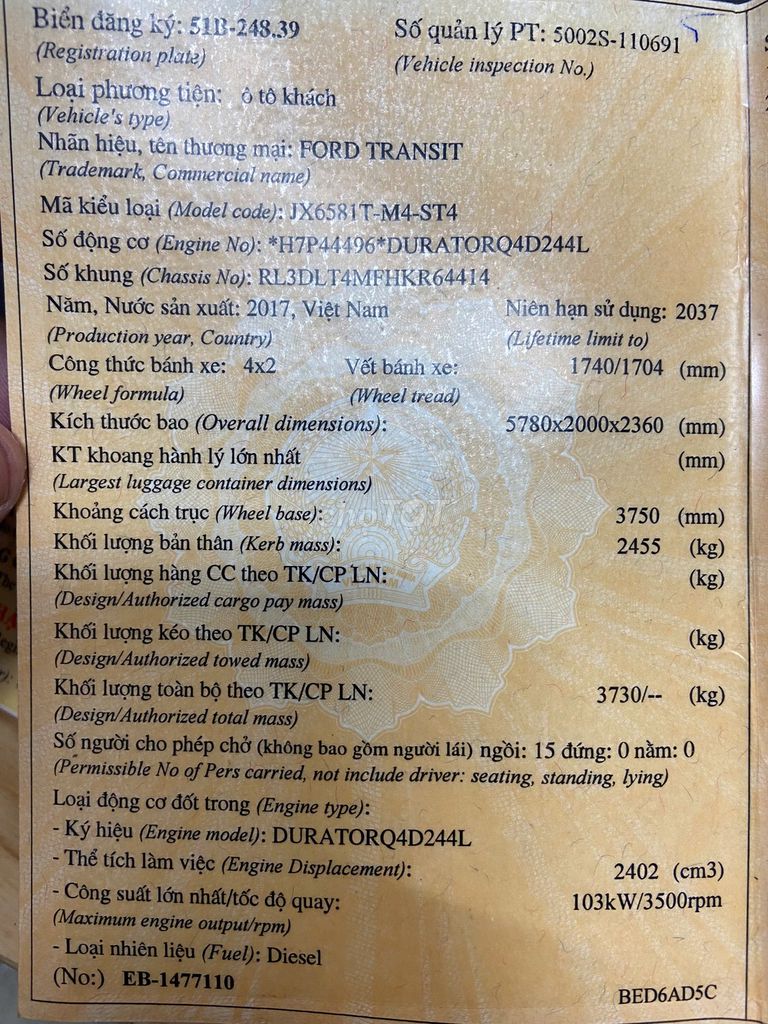 Biển đăng ký: 51B-248.39 Số quản lý PT: 5002S-110691
(Registration plate) (Vehicle inspection No.)
Loại phương tiện: ô tô khách
(Vehicle's type)
Nhãn hiệu, tên thương mại: FORD TRANSIT
(Trademark, Commercial name)
Mã kiểu loại (Model code): JX6581T-M4-ST4
Số động cơ (Engine No): *H7P44496*DURATORQ4D244L
Số khung (Chassis No): RL3DLT4MFHKR64414
Năm, Nước sản xuất: 2017, Việt Nam Niên hạn sử dụng: 2037
(Production year, Country) (Lifetime limit to)
Công thức bánh xe: 4x2 Vết bánh xe: 1740/1704 (mm)
(Wheel formula) (Wheel tread)
Kích thước bao (Overall dimensions): 5780x2000x2360 (mm)
KT khoang hành lý lớn nhất (mm)
(Largest luggage container dimensions)
Khoảng cách trục (Wheel base): 3750 (mm)
Khối lượng bản thân (Kerb mass): 2455 (kg)
Khối lượng hàng CC theo TK/CP LN: (kg)
(Design/Authorized cargo pay mass)
Khối lượng kéo theo TK/CP LN: (kg)
(Design/Authorized towed mass)
Khối lượng toàn bộ theo TK/CP LN: 3730/-- (kg)
(Design/Authorized total mass)
Số người cho phép chở (không bao gồm người lái) ngồi: 15 đứng: 0 nằm: 0
(Permissible No of Pers carried, not include driver: seating, standing, lying)
Loại động cơ đốt trong (Engine type):
- Ký hiệu (Engine model): DURATORQ4D244L
- Thể tích làm việc (Engine Displacement): 2402 (cm3)
- Công suất lớn nhất/tốc độ quay: 103kW/3500rpm
(Maximum engine output/rpm)
- Loại nhiên liệu (Fuel): Diesel
(No:) EB-1477110 BED6AD5C